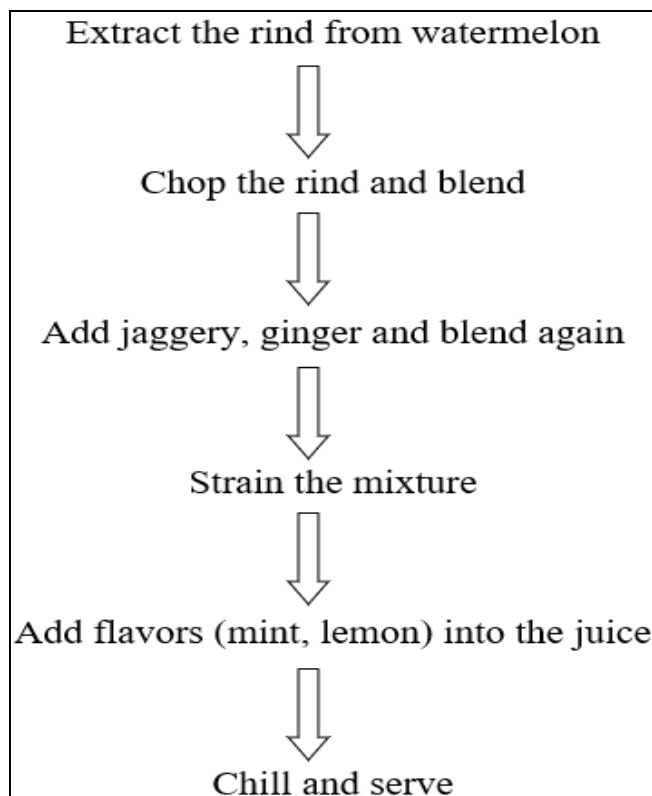 Extract the rind from watermelon
Chop the rind and blend
Add jaggery, ginger and blend again
Strain the mixture
Add flavors (mint, lemon) into the juice
Chill and serve